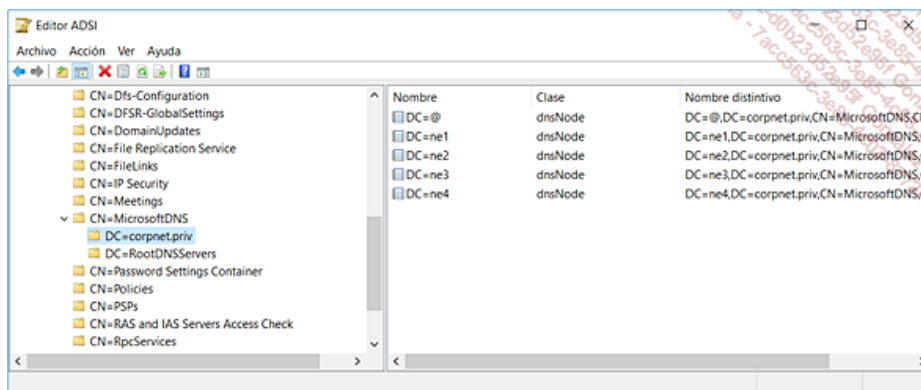 Editor ADSI
Archivo Acción Ver Ayuda
CN=Dfs-Configuration
CN=DFSR-GlobalSettings
CN=DomainUpdates
CN=File Replication Service
CN=FileLinks
CN=IP Security
CN=Meetings
CN=MicrosoftDNS
DC=corpnet.priv
DC=RootDNSServers
CN=Password Settings Container
CN=Policies
CN=PSPs
CN=RAS and IAS Servers Access Check
CN=RpcServices
Nombre Clase Nombre distintivo
DC=@ dnsNode DC=@,DC=corpnet.priv,CN=MicrosoftDNS,C
DC=ne1 dnsNode DC=ne1,DC=corpnet.priv,CN=MicrosoftDNS,
DC=ne2 dnsNode DC=ne2,DC=corpnet.priv,CN=MicrosoftDNS,
DC=ne3 dnsNode DC=ne3,DC=corpnet.priv,CN=MicrosoftDNS,
DC=ne4 dnsNode DC=ne4,DC=corpnet.priv,CN=MicrosoftDNS,